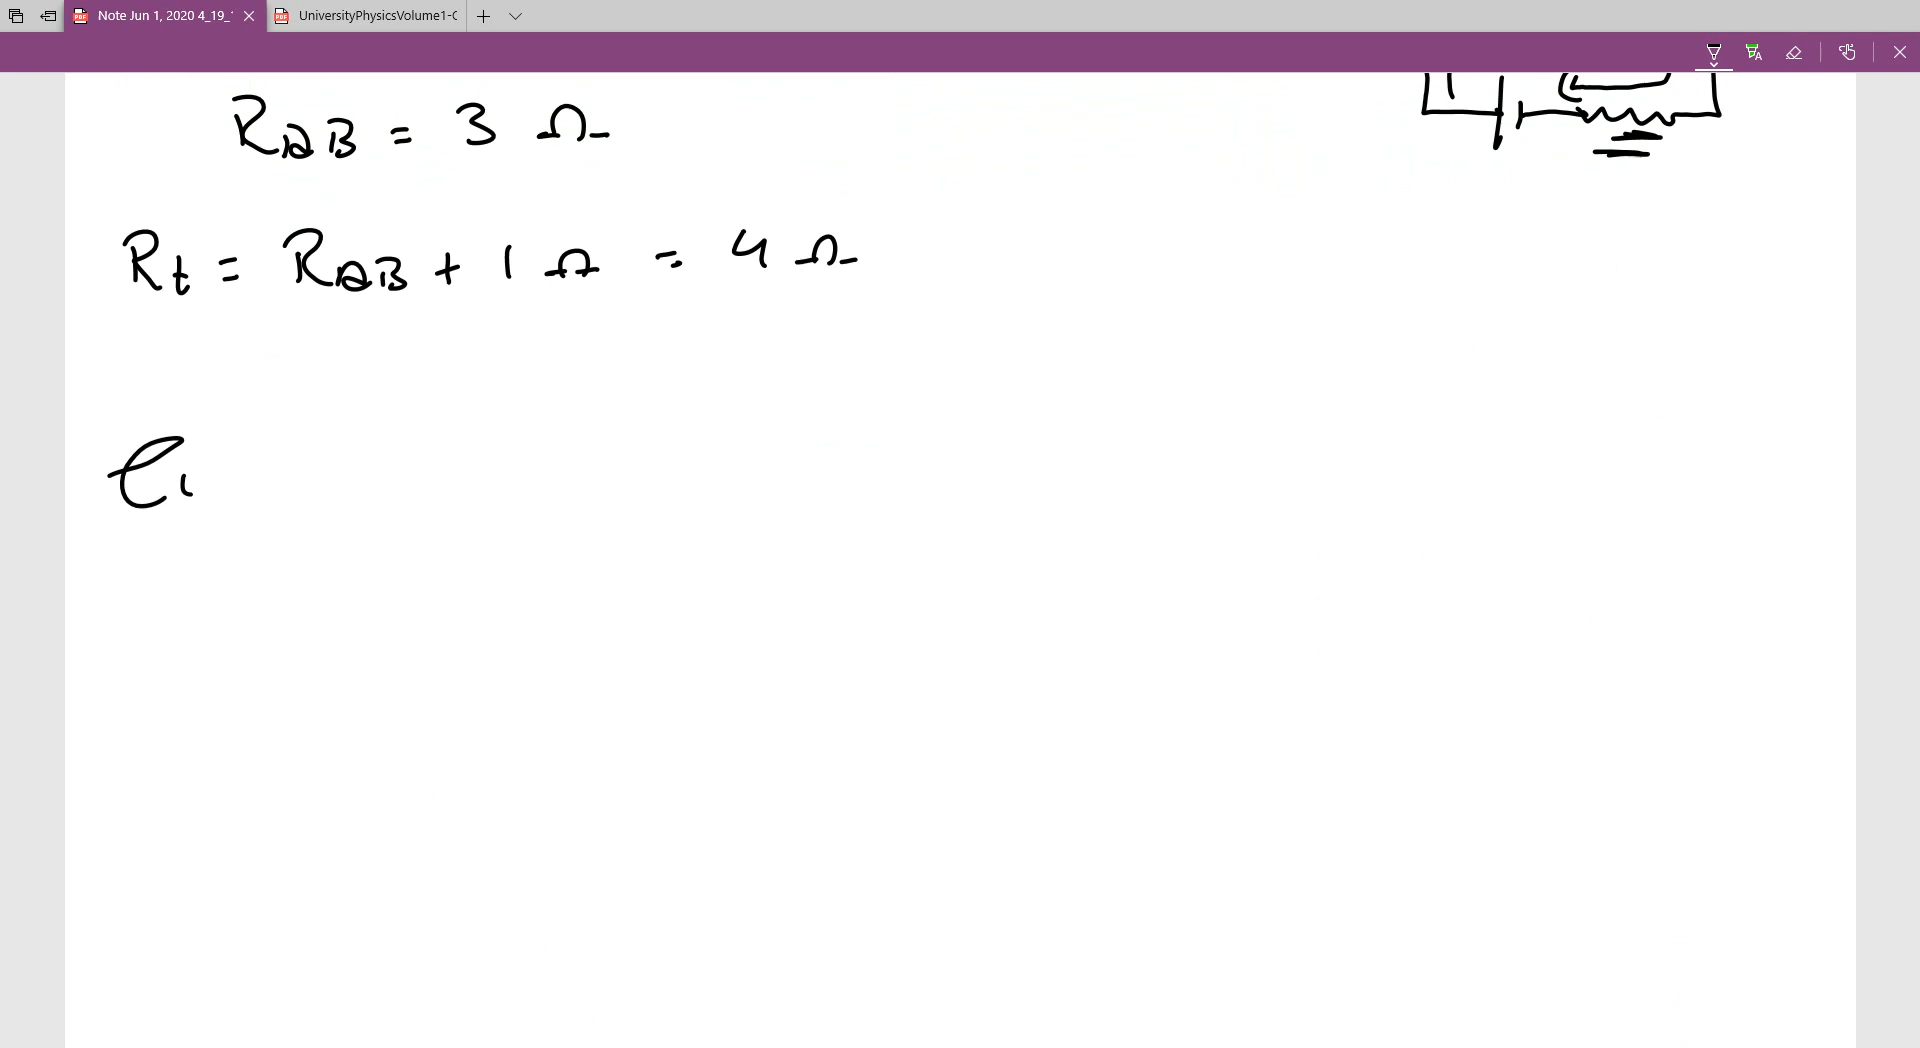 Note Jun 1, 2020 4_19_
UniversityPhysicsVolume1-
R_AB = 3 Ω
R_t = R_AB + 1 Ω = 4 Ω